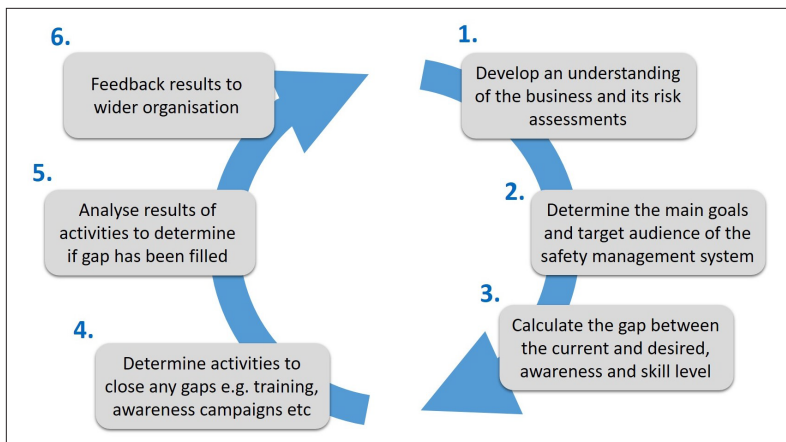 1.
Develop an understanding
of the business and its risk
assessments
2.
Determine the main goals
and target audience of the
safety management system
3.
Calculate the gap between
the current and desired,
awareness and skill level
4.
Determine activities to
close any gaps e.g. training,
awareness campaigns etc
5.
Analyse results of
activities to determine
if gap has been filled
6.
Feedback results to
wider organisation